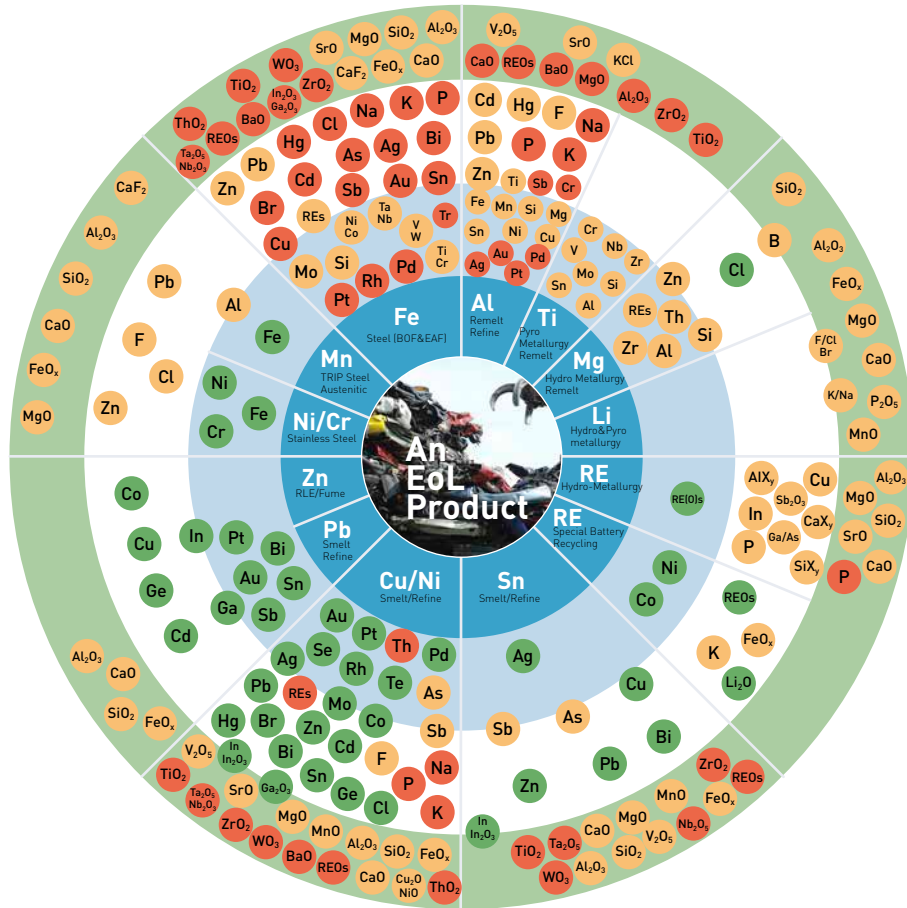 An
EoL
Product
Fe
Steel (BOF&EAF)
Al
Remelt
Refine
Ti
Pyro
Metallurgy
Remelt
Mg
Hydro Metallurgy
Remelt
Li
Hydro&Pyro
metallurgy
RE
Hydro-Metallurgy
RE
Special Battery
Recycling
Sn
Smelt/Refine
Cu/Ni
Smelt/Refine
Pb
Smelt
Refine
Zn
RLE/Fume
Ni/Cr
Stainless Steel
Mn
TRIP Steel
Austenitic
Al₂O₃
SiO₂
MgO
SrO
CaO
FeOₓ
CaF₂
WO₃
ZrO₂
In₂O₃
Ga₂O₃
TiO₂
BaO
ThO₂
REOs
Ta₂O₅
Nb₂O₃
P
K
Na
Cl
Hg
Pb
Zn
Bi
Ag
As
Cd
Br
Sn
Au
Sb
Cu
REs
Ni
Co
Ta
Nb
V
W
Tr
Ti
Cr
Mo
Si
Pt
Rh
Pd
V₂O₅
SrO
KCl
CaO
REOs
BaO
MgO
Al₂O₃
ZrO₂
TiO₂
Cd
Hg
F
Na
Pb
P
K
Zn
Ti
Sb
Cr
Fe
Mn
Si
Mg
Sn
Ni
Cu
Ag
Au
Pt
Pd
Cr
Nb
Zr
V
Mo
Si
Sn
Al
Zn
REs
Th
Si
Zr
Al
Cl
B
SiO₂
Al₂O₃
FeOₓ
MgO
F/Cl
Br
CaO
K/Na
P₂O₅
MnO
AlXᵧ
Cu
Sb₂O₃
In
CaXᵧ
Ga/As
P
SiXᵧ
Al₂O₃
MgO
SiO₂
SrO
CaO
P
RE(O)s
Ni
Co
REOs
FeOₓ
K
Li₂O
Ag
Cu
As
Sb
Bi
Pb
Zn
In
In₂O₃
ZrO₂
REOs
FeOₓ
MnO
Nb₂O₅
MgO
V₂O₅
CaO
SiO₂
Ta₂O₅
Al₂O₃
TiO₂
WO₃
Au
Pt
Th
Pd
Se
Ag
Rh
Te
As
REs
Pb
Mo
Co
Sb
Hg
Br
Zn
Cd
F
Na
In
In₂O₃
Bi
Sn
P
Ga₂O₃
Ge
Cl
K
V₂O₅
TiO₂
SrO
Ta₂O₅
Nb₂O₃
MgO
ZrO₂
MnO
WO₃
Al₂O₃
BaO
SiO₂
REOs
FeOₓ
CaO
Cu₂O
NiO
ThO₂
Co
Cu
Ge
Cd
In
Pt
Bi
Au
Sn
Ga
Sb
Al₂O₃
CaO
SiO₂
FeOₓ
CaF₂
Al₂O₃
SiO₂
CaO
FeOₓ
MgO
Pb
F
Cl
Zn
Al
Fe
Ni
Fe
Cr